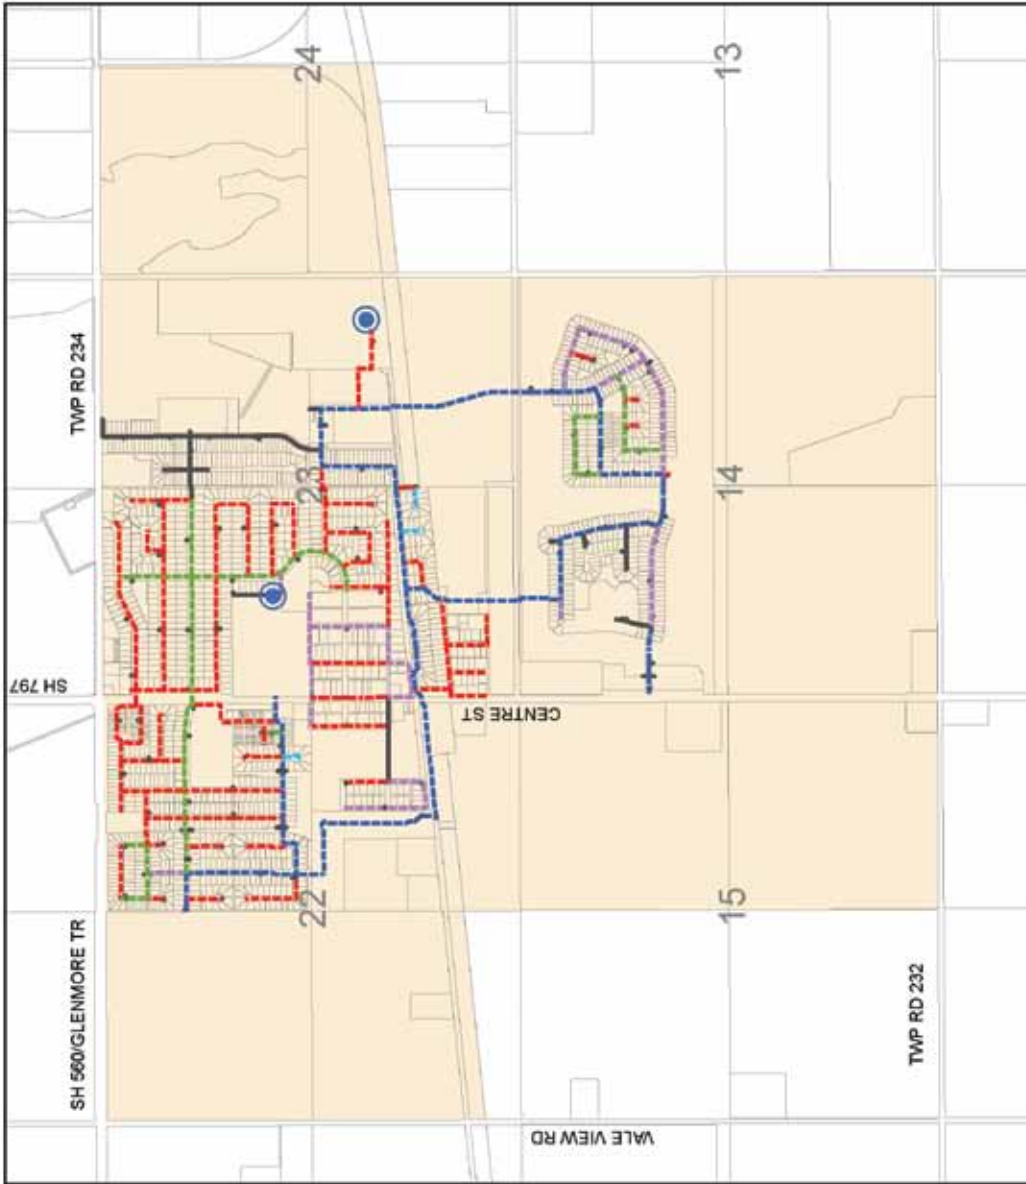 24
13
TWP RD 234
23
14
SH 797
CENTRE ST
22
15
SH 560/GLENMORE TR
TWP RD 232
VALE VIEW RD